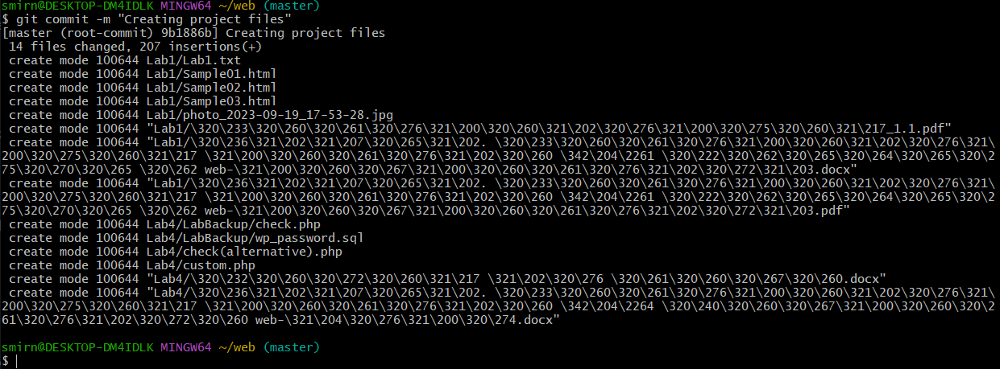 smirn@DESKTOP-DM4IDLK MINGW64 ~/web (master)
$ git commit -m "Creating project files"
[master (root-commit) 9b1886b] Creating project files
 14 files changed, 207 insertions(+)
 create mode 100644 Lab1/Lab1.txt
 create mode 100644 Lab1/Sample01.html
 create mode 100644 Lab1/Sample02.html
 create mode 100644 Lab1/Sample03.html
 create mode 100644 Lab1/photo_2023-09-19_17-53-28.jpg
 create mode 100644 "Lab1/\320\233\320\260\320\261\320\276\321\200\320\260\321\202\320\276\321\200\320\275\320\260\321\217_1.1.pdf"
 create mode 100644 "Lab1/\320\236\321\202\321\207\320\265\321\202. \320\233\320\260\320\261\320\276\321\200\320\260\321\202\320\276\321\
200\320\275\320\260\321\217 \321\200\320\260\320\261\320\276\321\202\320\260 \342\204\2261 \320\222\320\262\320\265\320\264\320\265\320\2
75\320\270\320\265 \320\262 web-\321\200\320\260\320\267\321\200\320\260\320\261\320\276\321\202\320\272\321\203.docx"
 create mode 100644 "Lab1/\320\236\321\202\321\207\320\265\321\202. \320\233\320\260\320\261\320\276\321\200\320\260\321\202\320\276\321\
200\320\275\320\260\321\217 \321\200\320\260\320\261\320\276\321\202\320\260 \342\204\2261 \320\222\320\262\320\265\320\264\320\265\320\2
75\320\270\320\265 \320\262 web-\321\200\320\260\320\267\321\200\320\260\320\261\320\276\321\202\320\272\321\203.pdf"
 create mode 100644 Lab4/LabBackup/check.php
 create mode 100644 Lab4/LabBackup/wp_password.sql
 create mode 100644 Lab4/check(alternative).php
 create mode 100644 Lab4/custom.php
 create mode 100644 "Lab4/\320\232\320\260\320\272\320\260\321\217 \321\202\320\276 \320\261\320\260\320\267\320\260.docx"
 create mode 100644 "Lab4/\320\236\321\202\321\207\320\265\321\202. \320\233\320\260\320\261\320\276\321\200\320\260\321\202\320\276\321\
200\320\275\320\260\321\217 \321\200\320\260\320\261\320\276\321\202\320\260 \342\204\2264 \320\240\320\260\320\267\321\200\320\260\320\2
61\320\276\321\202\320\272\320\260 web-\321\204\320\276\321\200\320\274.docx"
smirn@DESKTOP-DM4IDLK MINGW64 ~/web (master)
$